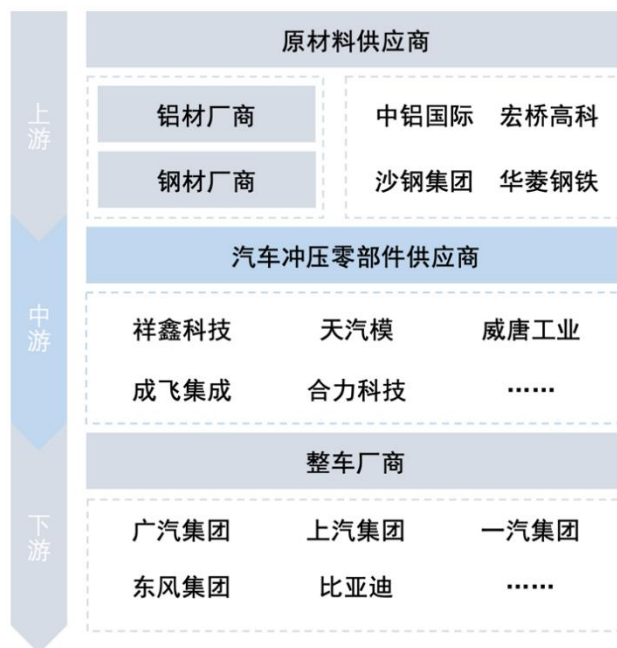 上游
原材料供应商
铝材厂商
中铝国际 宏桥高科
钢材厂商
沙钢集团 华菱钢铁
中游
汽车冲压零部件供应商
祥鑫科技 天汽模 威唐工业
成飞集成 合力科技 ……
下游
整车厂商
广汽集团 上汽集团 一汽集团
东风集团 比亚迪 ……